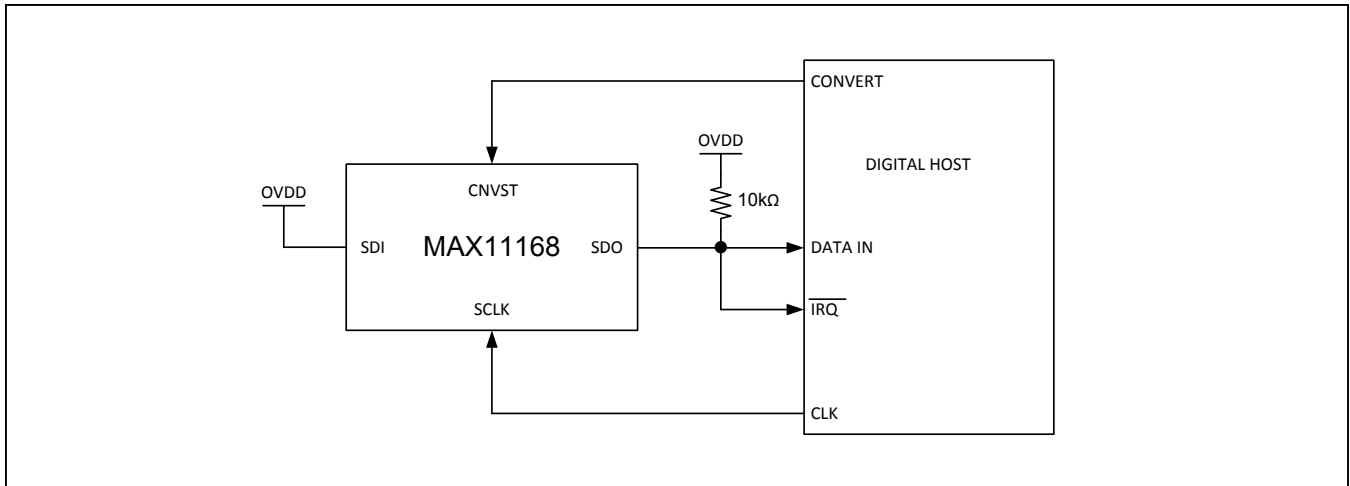 CONVERT
OVDD
DIGITAL HOST
OVDD
CNVST
10kΩ
SDI
MAX11168
SDO
DATA IN
SCLK
IRQ
CLK